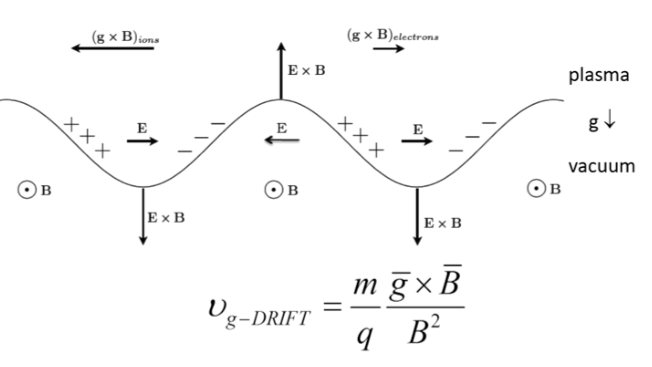 (g × B)ions
(g × B)electrons
E × B
plasma
+ + +
E
− − −
E
+ + +
E
− − −
g ↓
vacuum
⊙ B
⊙ B
⊙ B
E × B
E × B
υg−DRIFT = m/q g̅ × B̅ / B²